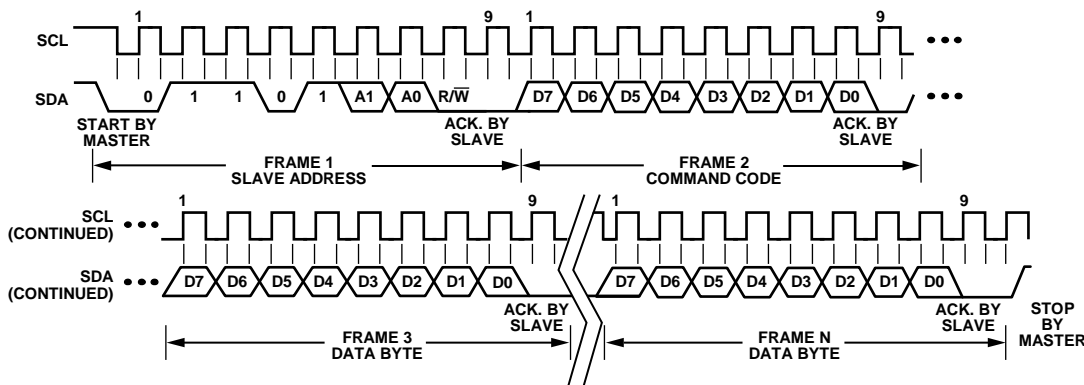 1 9 1 9
SCL
SDA 0 1 1 0 1 A1 A0 R/W̅ D7 D6 D5 D4 D3 D2 D1 D0
START BY
MASTER
ACK. BY
SLAVE
ACK. BY
SLAVE
FRAME 1
SLAVE ADDRESS
FRAME 2
COMMAND CODE
1 9 1 9
SCL
(CONTINUED)
SDA
(CONTINUED)
D7 D6 D5 D4 D3 D2 D1 D0 D7 D6 D5 D4 D3 D2 D1 D0
ACK. BY
SLAVE
ACK. BY
SLAVE
STOP
BY
MASTER
FRAME 3
DATA BYTE
FRAME N
DATA BYTE